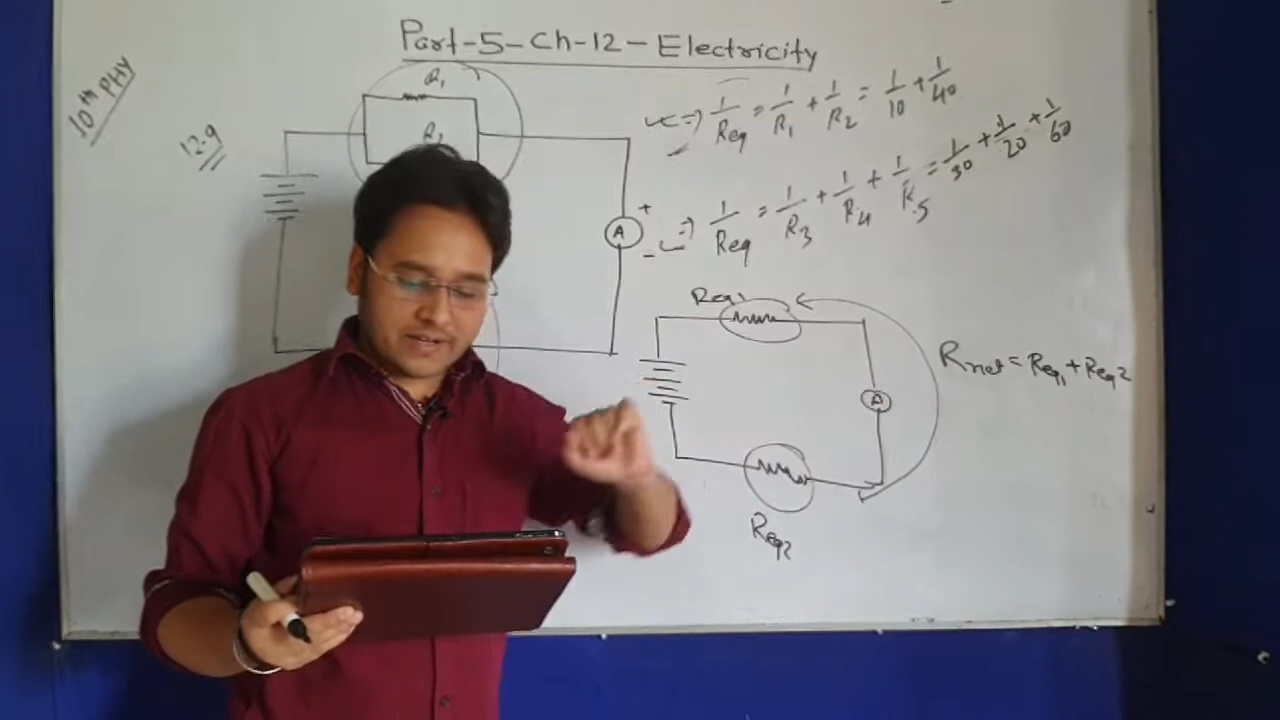 Part-5-Ch-12-Electricity
10th PHY
12.9
R1
R2
=) 1/Req = 1/R1 + 1/R2 = 1/10 + 1/40
=) 1/Req = 1/R3 + 1/R4 + 1/R5 = 1/30 + 1/20 + 1/60
+
A
-
Req1
A
Rnet = Req1 + Req2
Req2